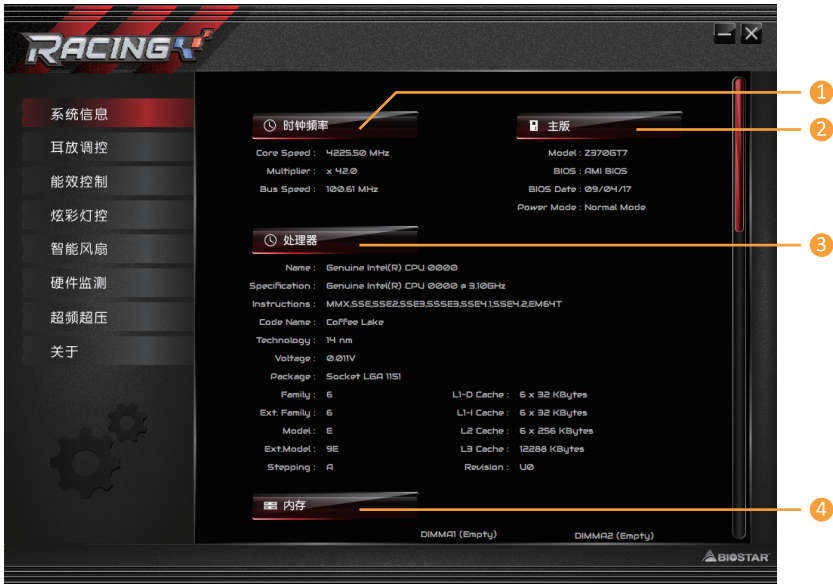 RACING
系统信息
耳放调控
能效控制
炫彩灯控
智能风扇
硬件监测
超频超压
关于
时钟频率
1
Core Speed : 4225.50 MHz
Multiplier : x 42.0
Bus Speed : 100.61 MHz
主版
2
Model : Z370GT7
BIOS : AMI BIOS
BIOS Date : 09/04/17
Power Mode : Normal Mode
处理器
3
Name : Genuine Intel(R) CPU 0000
Specification : Genuine Intel(R) CPU 0000 @ 3.10GHz
Instructions : MMX,SSE,SSE2,SSE3,SSSE3,SSE4.1,SSE4.2,EM64T
Code Name : Coffee Lake
Technology : 14 nm
Voltage : 0.011V
Package : Socket LGA 1151
Family : 6 L1-D Cache : 6 x 32 KBytes
Ext. Family : 6 L1-I Cache : 6 x 32 KBytes
Model : E L2 Cache : 6 x 256 KBytes
Ext.Model : 9E L3 Cache : 12288 KBytes
Stepping : A Revision : U0
内存
4
DIMMA1 (Empty) DIMMA2 (Empty)
BIOSTAR